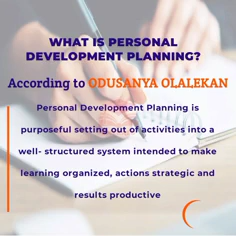 WHAT IS PERSONAL
DEVELOPMENT PLANNING?
According to ODUSANYA OLALEKAN
Personal Development Planning is
purposeful setting out of activities into a
well- structured system intended to make
learning organized, actions strategic and
results productive